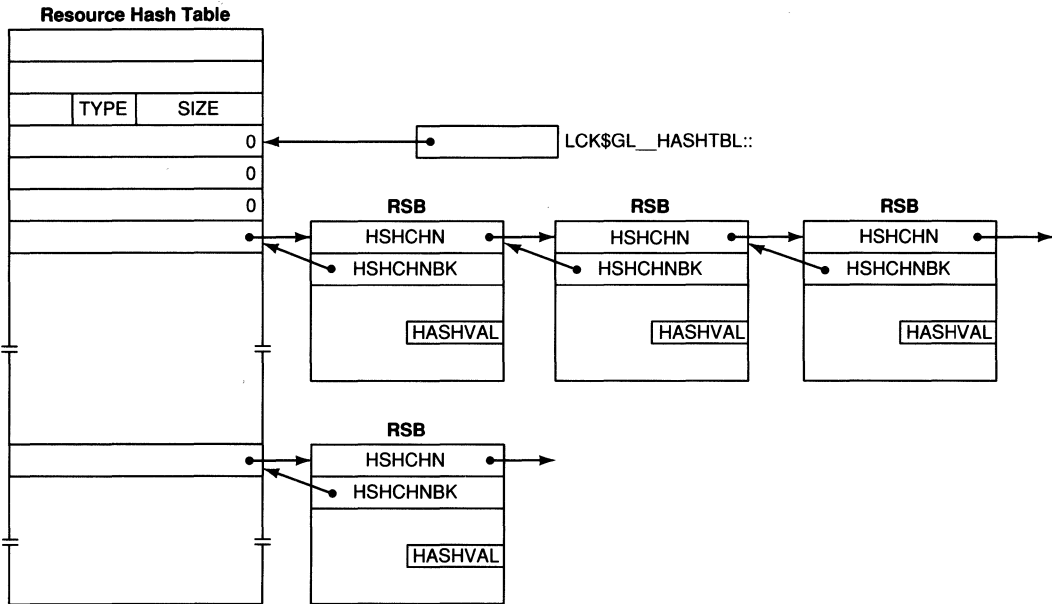 Resource Hash Table
TYPE SIZE
0 LCK$GL__HASHTBL::
0
0
RSB RSB RSB
HSHCHN HSHCHN HSHCHN
HSHCHNBK HSHCHNBK HSHCHNBK
HASHVAL HASHVAL HASHVAL
RSB
HSHCHN
HSHCHNBK
HASHVAL